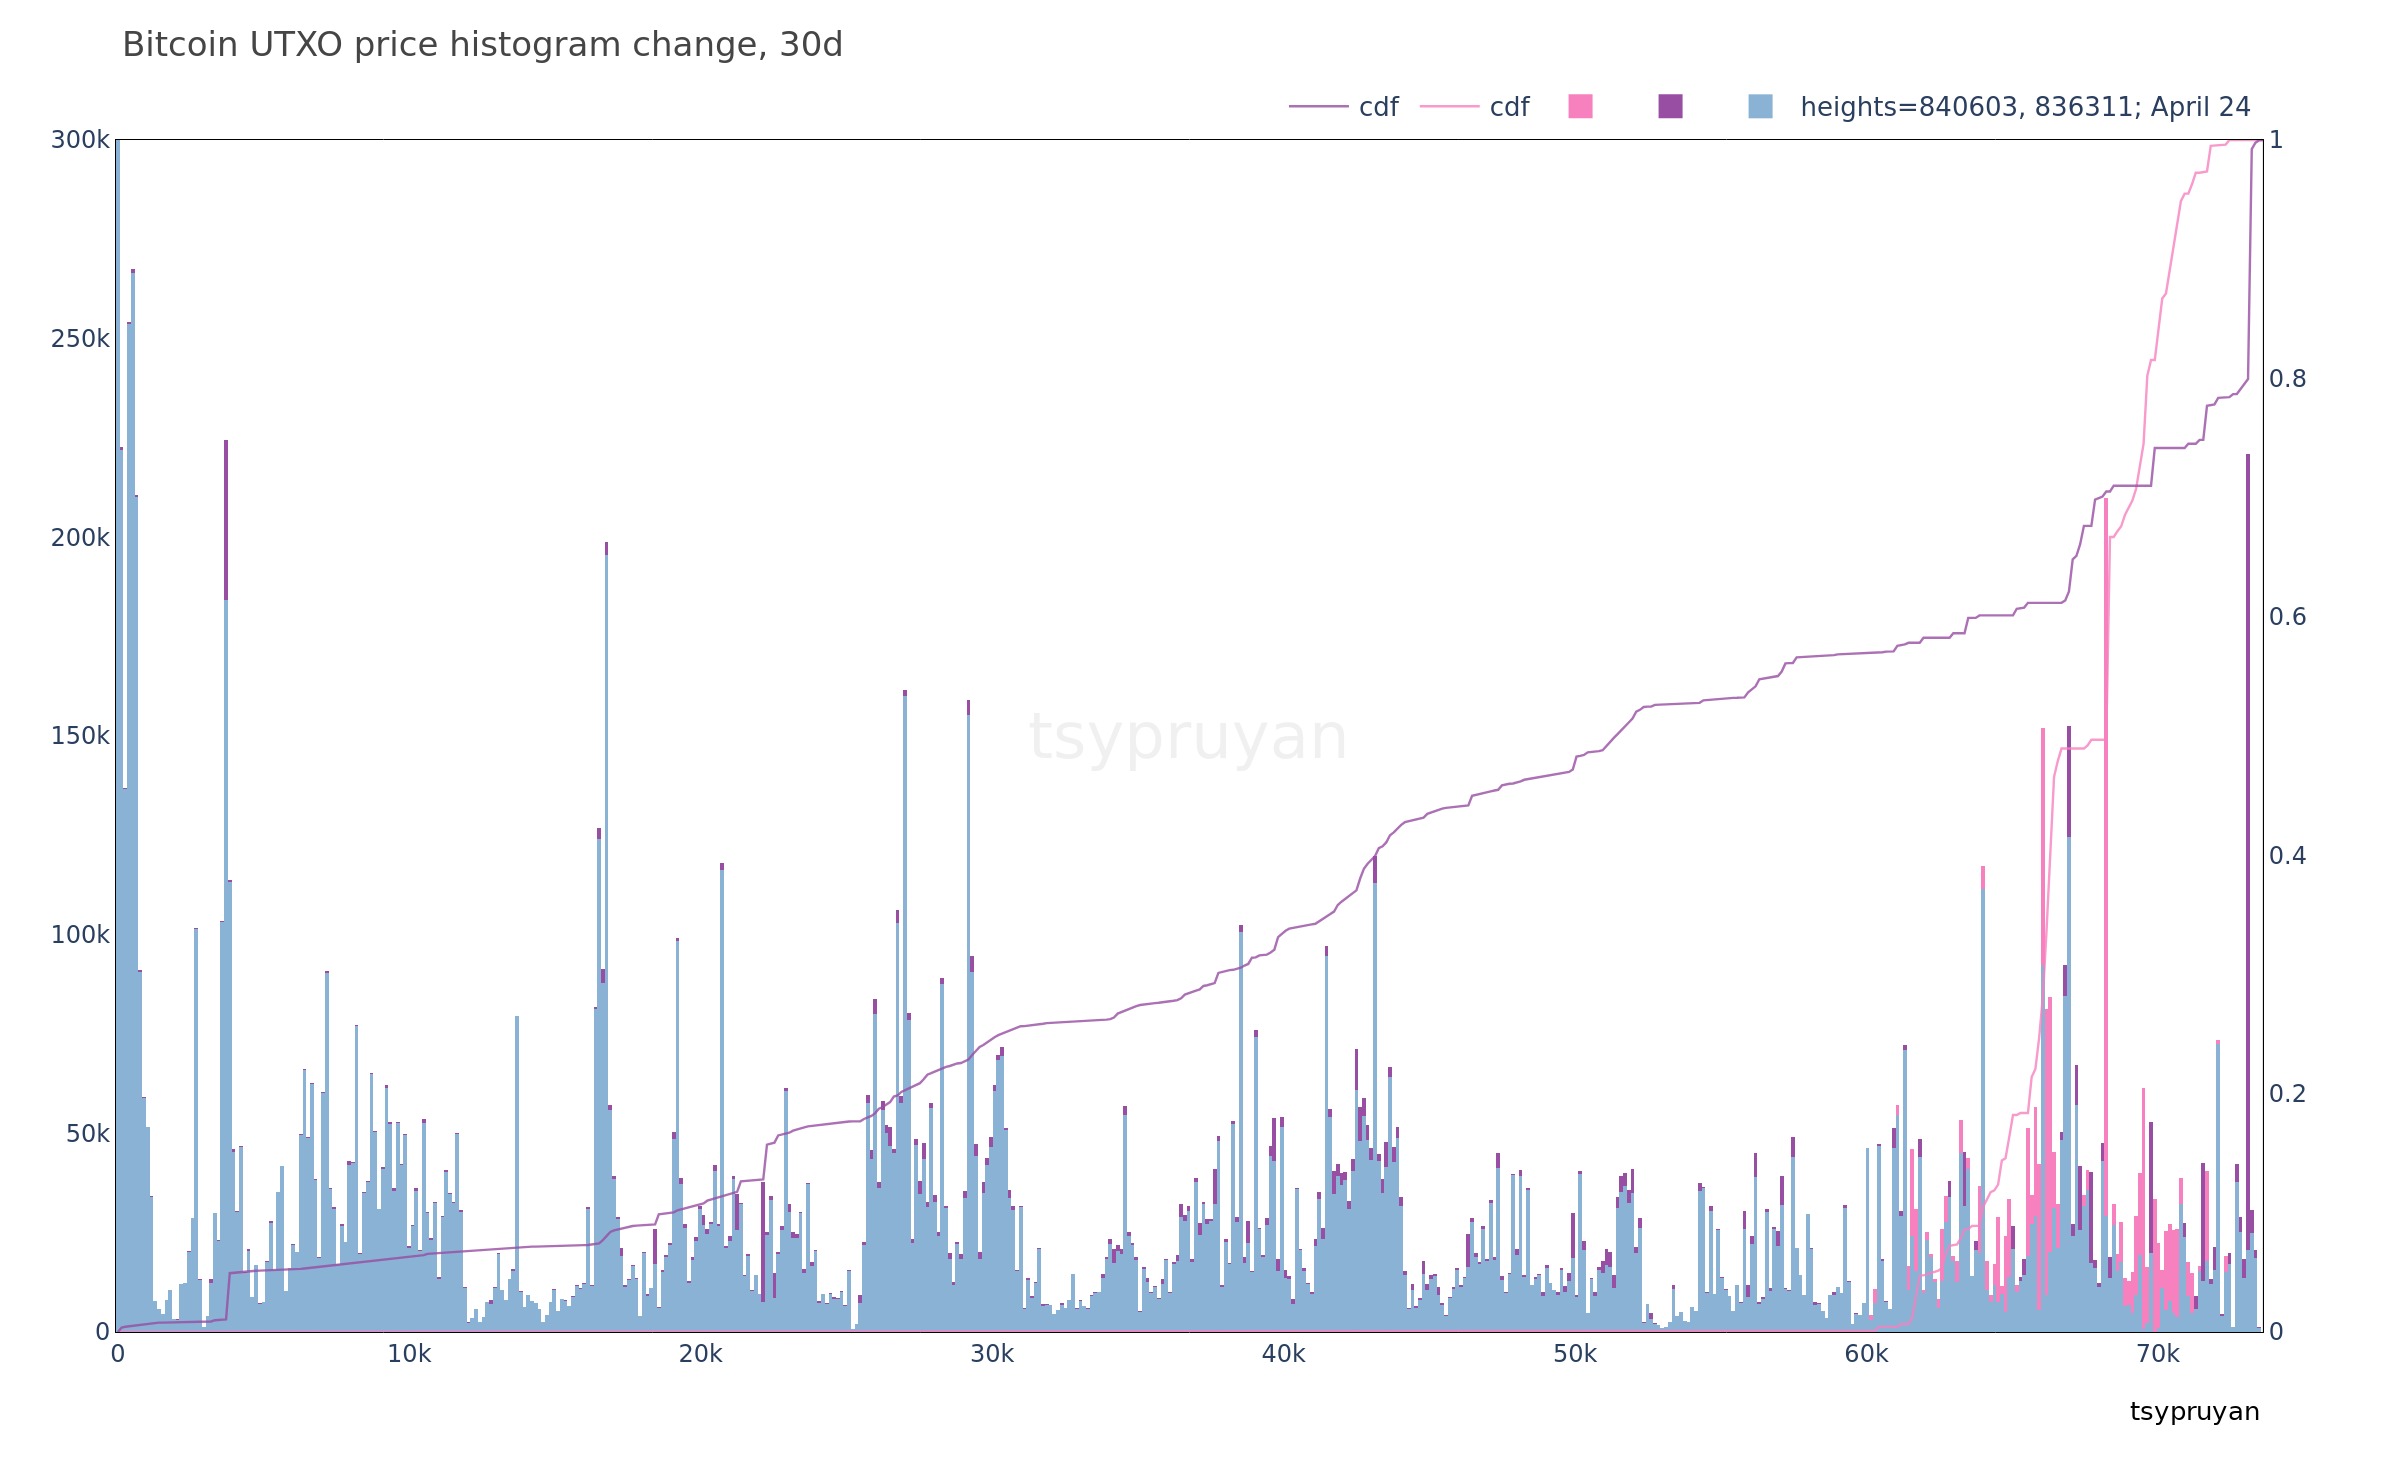 Bitcoin UTXO price histogram change, 30d
cdf cdf heights=840603, 836311; April 24
300k 1
250k
0.8
200k
0.6
150k
tsypruyan
0.4
100k
0.2
50k
0 0
0 10k 20k 30k 40k 50k 60k 70k
tsypruyan